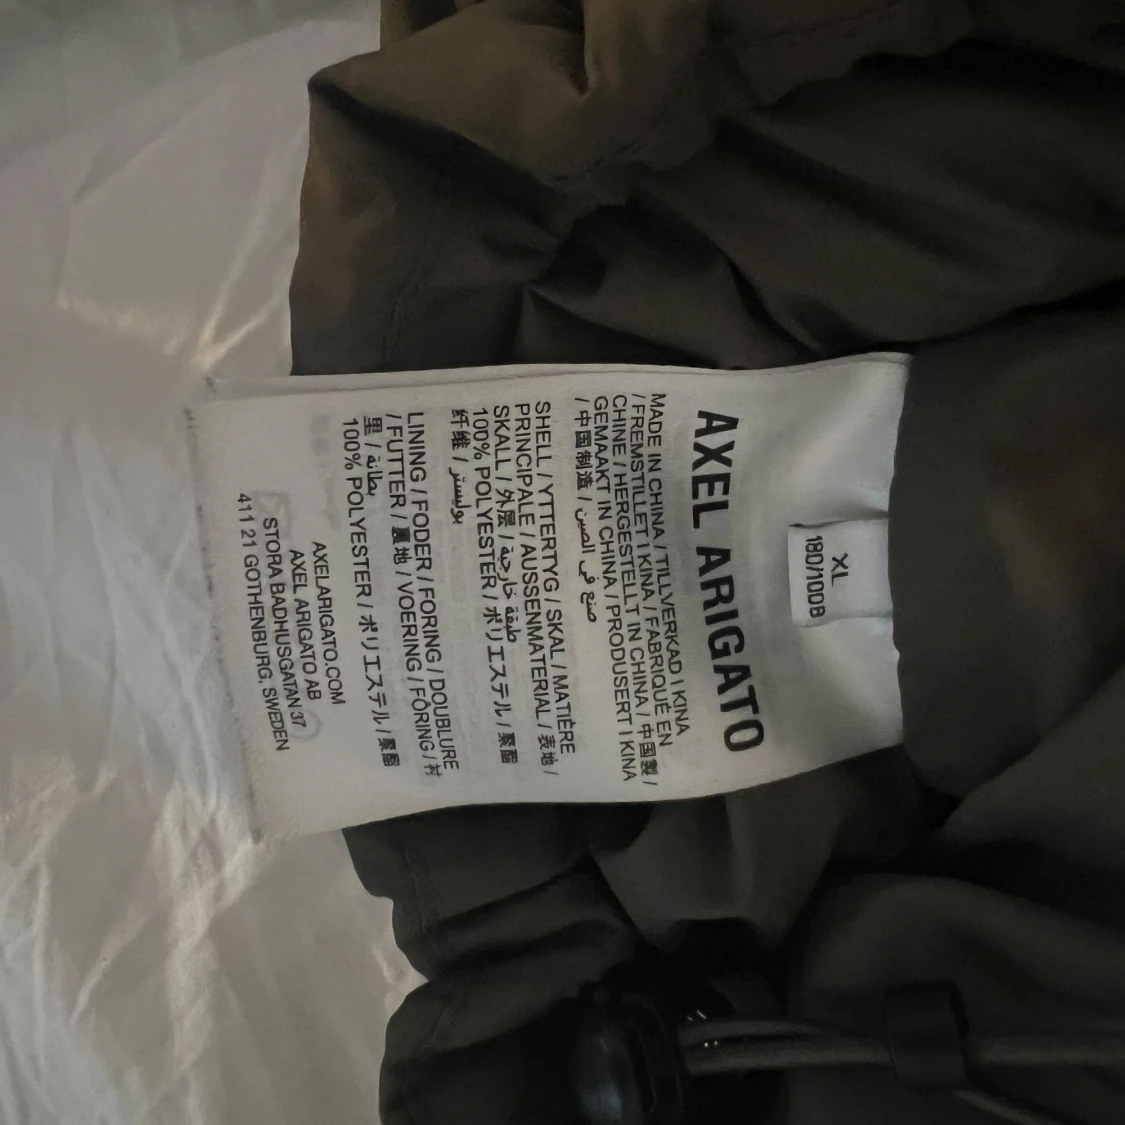 XL
180/100B
AXEL ARIGATO
MADE IN CHINA / TILLVERKAD I KINA
/ FREMSTILLET I KINA / FABRIQUÉ EN
CHINE / HERGESTELLT IN CHINA / 中国製 /
GEMAAKT IN CHINA / PRODUSERT I KINA
/ 中国制造 / صنع في الصين
SHELL / YTTERTYG / SKAL / MATIÈRE
PRINCIPALE / AUSSENMATERIAL / 表地 /
SKALL / 外层 / طبقة خارجية /
100% POLYESTER / ポリエステル / 聚酯
纤维 / بوليستر
LINING / FODER / FORING / DOUBLURE
/ FUTTER / 裏地 / VOERING / FÔRING / 衬
里 / بطانة /
100% POLYESTER / ポリエステル / 聚酯
AXELARIGATO.COM
AXEL ARIGATO AB
STORA BADHUSGATAN 37
411 21 GOTHENBURG, SWEDEN